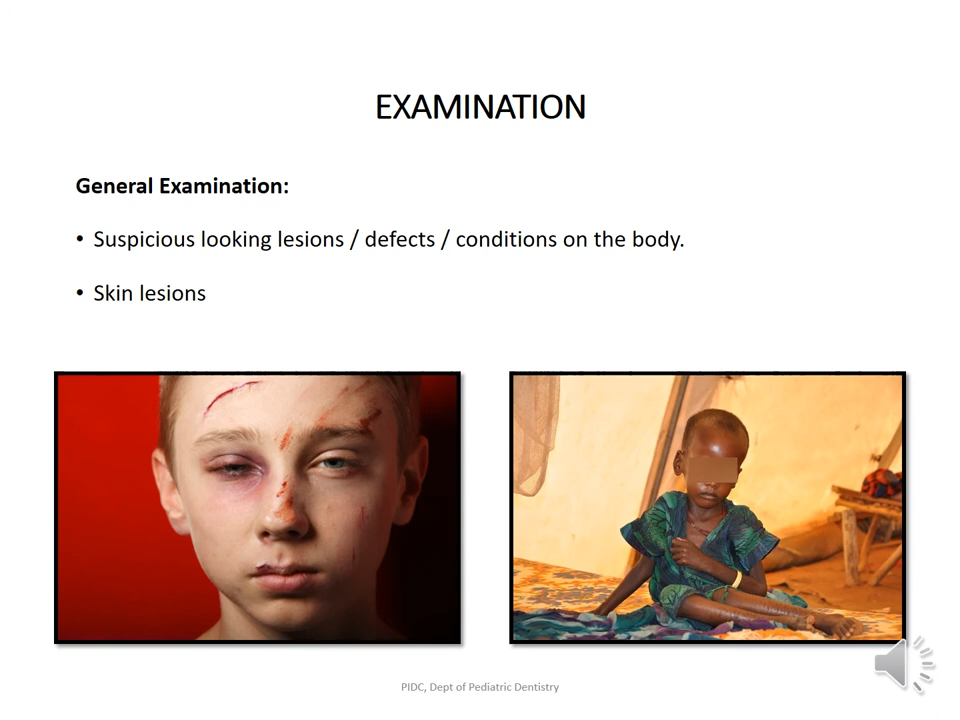 EXAMINATION
General Examination:
• Suspicious looking lesions / defects / conditions on the body.
• Skin lesions
PIDC, Dept of Pediatric Dentistry